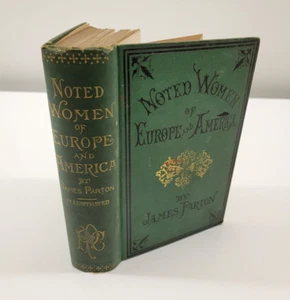 NOTED
WOMEN
OF
EUROPE
AND
AMERICA
BY
JAMES PARTON
ILLUSTRATED
NOTED WOMEN
OF
EUROPE AND AMERICA
BY
JAMES PARTON